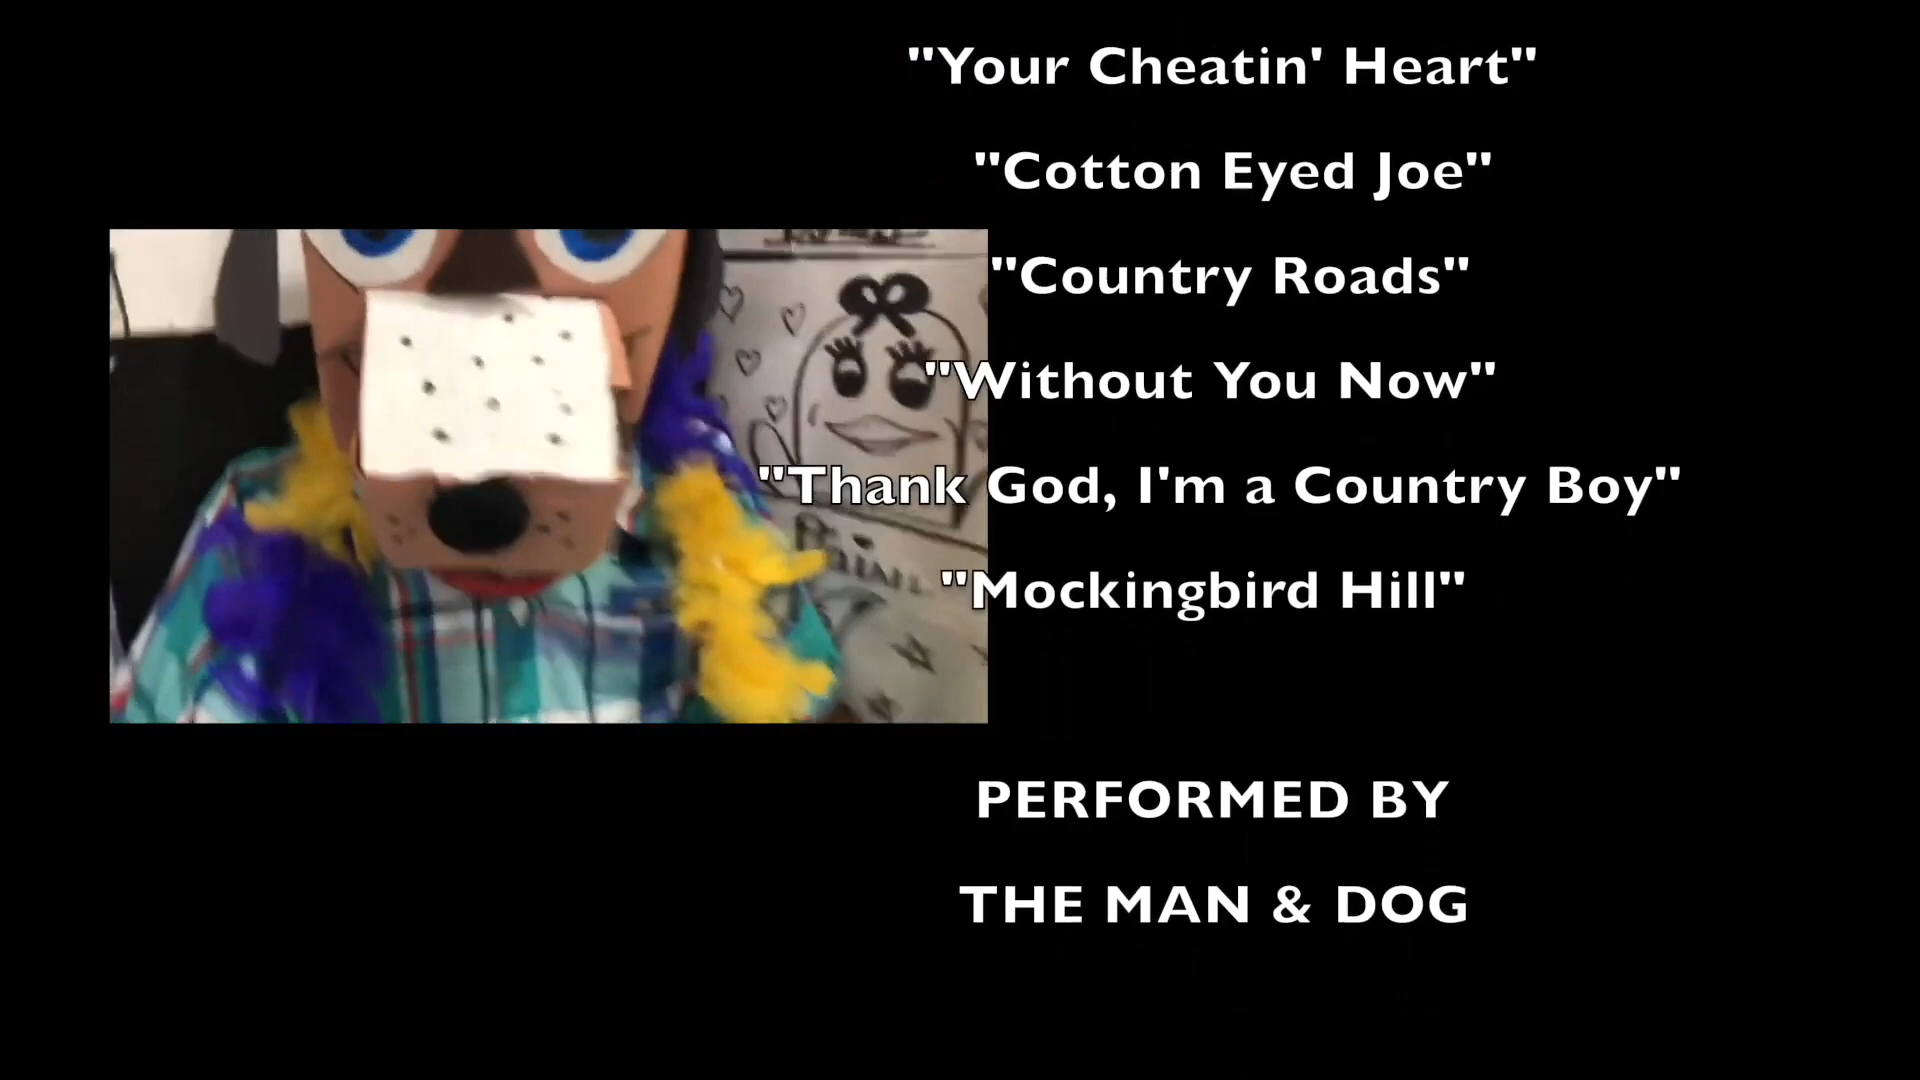 "Your Cheatin' Heart"
"Cotton Eyed Joe"
"Country Roads"
"Without You Now"
"Thank God, I'm a Country Boy"
"Mockingbird Hill"
PERFORMED BY
THE MAN & DOG